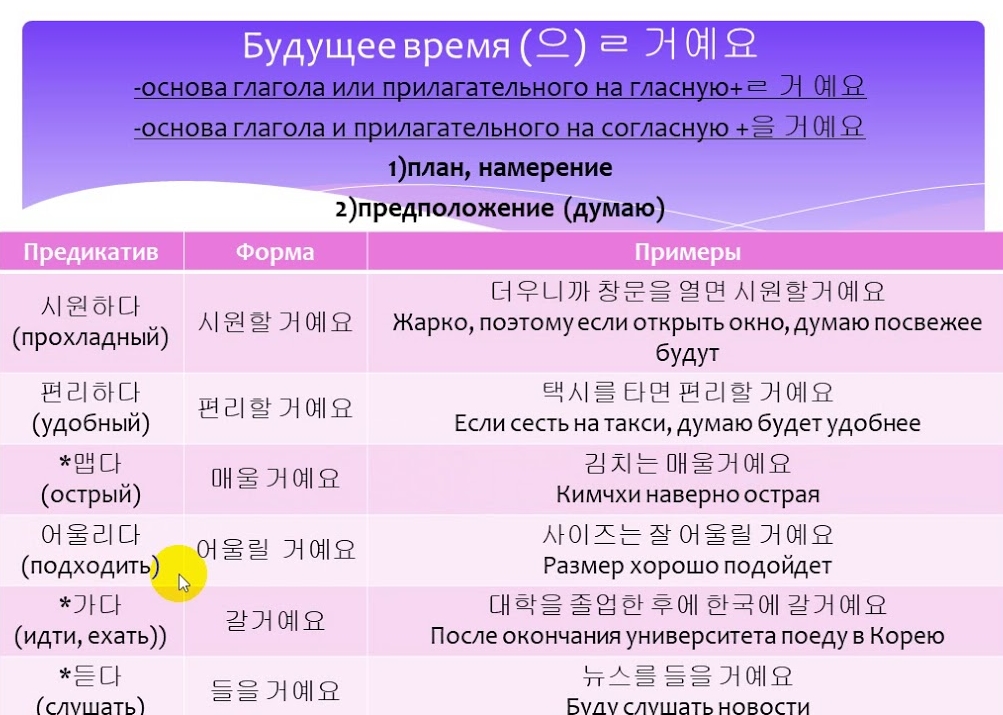 Будущее время (으) ㄹ 거예요
-основа глагола или прилагательного на гласную+ㄹ 거 예요
-основа глагола и прилагательного на согласную +을 거예요
1)план, намерение
2)предположение (думаю)
Предикатив Форма Примеры
시원하다
(прохладный)
시원할 거예요
더우니까 창문을 열면 시원할거예요
Жарко, поэтому если открыть окно, думаю посвежее
будут
편리하다
(удобный)
편리할 거예요
택시를 타면 편리할 거예요
Если сесть на такси, думаю будет удобнее
*맵다
(острый)
매울 거예요
김치는 매울거예요
Кимчхи наверно острая
어울리다
(подходить)
어울릴 거예요
사이즈는 잘 어울릴 거예요
Размер хорошо подойдет
*가다
(идти, ехать))
갈거예요
대학을 졸업한 후에 한국에 갈거예요
После окончания университета поеду в Корею
*듣다
(слушать)
들을 거예요
뉴스를 들을 거예요
Буду слушать новости